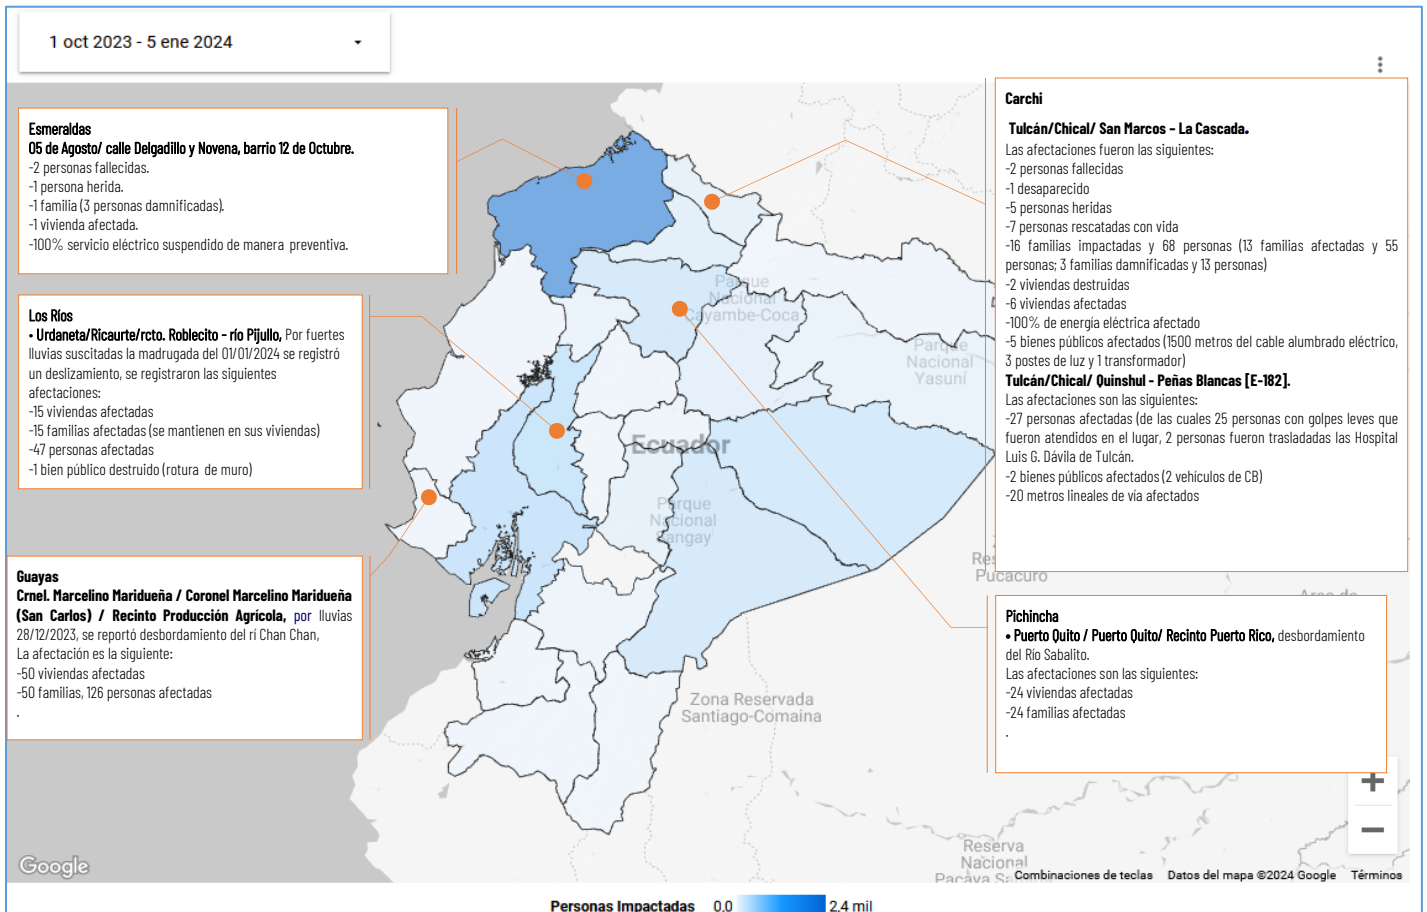 1 oct 2023 - 5 ene 2024
Esmeraldas
05 de Agosto/ calle Delgadillo y Novena, barrio 12 de Octubre.
-2 personas fallecidas.
-1 persona herida.
-1 familia (3 personas damnificadas).
-1 vivienda afectada.
-100% servicio eléctrico suspendido de manera preventiva.
Los Ríos
• Urdaneta/Ricaurte/rcto. Roblecito - río Pijullo, Por fuertes
lluvias suscitadas la madrugada del 01/01/2024 se registró
un deslizamiento, se registraron las siguientes
afectaciones:
-15 viviendas afectadas
-15 familias afectadas (se mantienen en sus viviendas)
-47 personas afectadas
-1 bien público destruido (rotura de muro)
Guayas
Crnel. Marcelino Maridueña / Coronel Marcelino Maridueña
(San Carlos) / Recinto Producción Agrícola, por lluvias
28/12/2023, se reportó desbordamiento del rí Chan Chan,
La afectación es la siguiente:
-50 viviendas afectadas
-50 familias, 126 personas afectadas
.
Carchi
Tulcán/Chical/ San Marcos - La Cascada.
Las afectaciones fueron las siguientes:
-2 personas fallecidas
-1 desaparecido
-5 personas heridas
-7 personas rescatadas con vida
-16 familias impactadas y 68 personas (13 familias afectadas y 55
personas; 3 familias damnificadas y 13 personas)
-2 viviendas destruidas
-6 viviendas afectadas
-100% de energía eléctrica afectado
-5 bienes públicos afectados (1500 metros del cable alumbrado eléctrico,
3 postes de luz y 1 transformador)
Tulcán/Chical/ Quinshul - Peñas Blancas [E-182].
Las afectaciones son las siguientes:
-27 personas afectadas (de las cuales 25 personas con golpes leves que
fueron atendidos en el lugar, 2 personas fueron trasladadas las Hospital
Luis G. Dávila de Tulcán.
-2 bienes públicos afectados (2 vehículos de CB)
-20 metros lineales de vía afectados
Pichincha
• Puerto Quito / Puerto Quito/ Recinto Puerto Rico, desbordamiento
del Río Sabalito.
Las afectaciones son las siguientes:
-24 viviendas afectadas
-24 familias afectadas
.
Parque
Nacional
Cayambe-Coca
Parque
Nacional
Yasuní
Ecuador
Parque
Nacional
Sangay
Pucacuro
Zona Reservada
Santiago-Comaina
Reserva
Nacional
Pacaya
Google
+
−
Combinaciones de teclas Datos del mapa ©2024 Google Términos
Personas Impactadas 0,0 2,4 mil